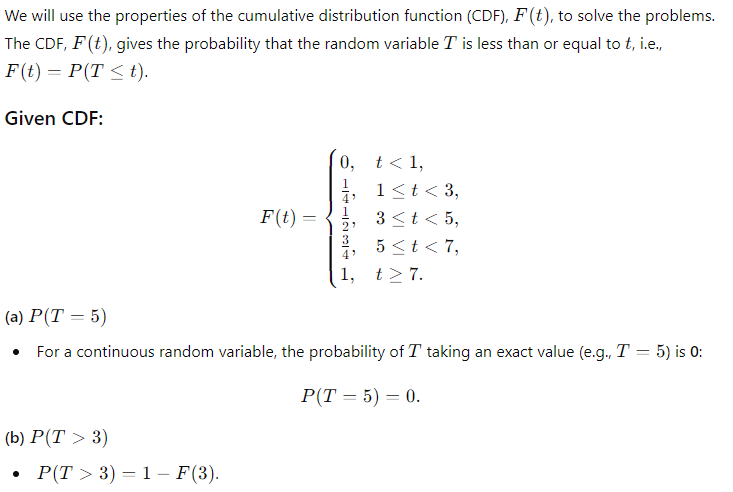 We will use the properties of the cumulative distribution function (CDF), F(t), to solve the problems.
The CDF, F(t), gives the probability that the random variable T is less than or equal to t, i.e.,
F(t) = P(T ≤ t).
Given CDF:
F(t) = { 0, t < 1,
1/4, 1 ≤ t < 3,
1/2, 3 ≤ t < 5,
3/4, 5 ≤ t < 7,
1, t ≥ 7.
(a) P(T = 5)
• For a continuous random variable, the probability of T taking an exact value (e.g., T = 5) is 0:
P(T = 5) = 0.
(b) P(T > 3)
• P(T > 3) = 1 − F(3).